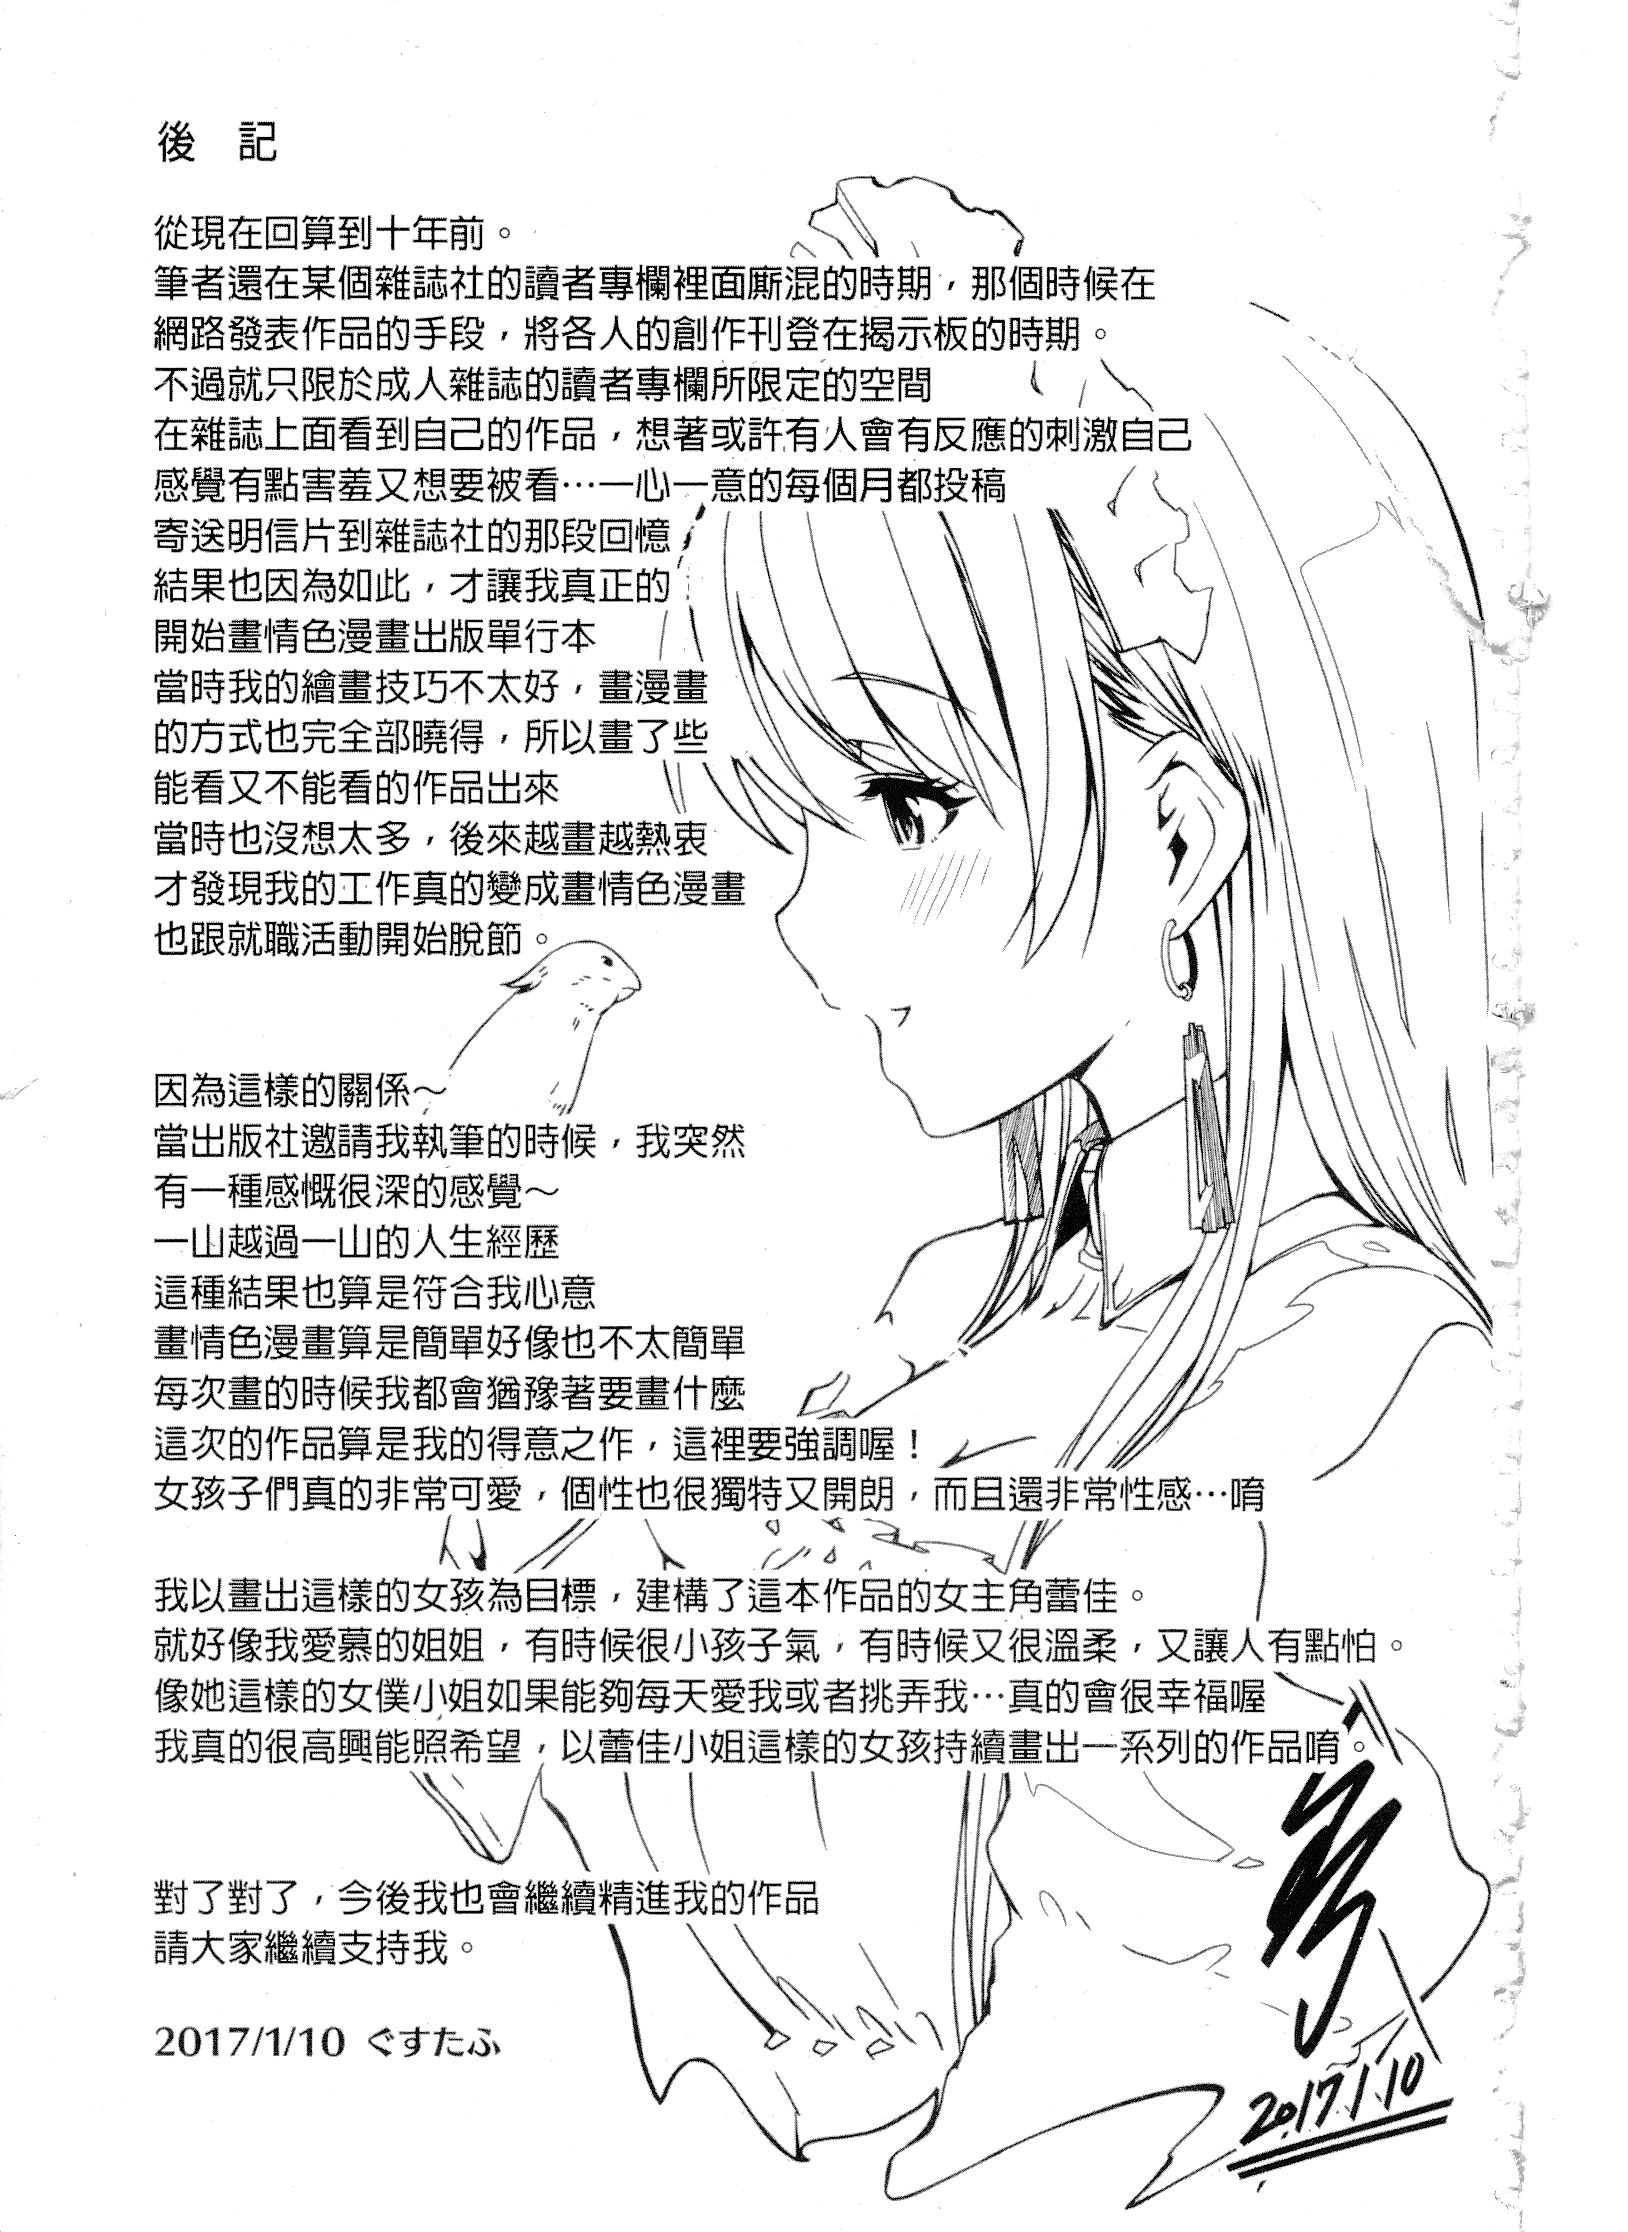 後 記
從現在回算到十年前。
筆者還在某個雜誌社的讀者專欄裡面廝混的時期，那個時候在
網路發表作品的手段，將各人的創作刊登在揭示板的時期。
不過就只限於成人雜誌的讀者專欄所限定的空間
在雜誌上面看到自己的作品，想著或許有人會有反應的刺激自己
感覺有點害羞又想要被看…一心一意的每個月都投稿
寄送明信片到雜誌社的那段回憶
結果也因為如此，才讓我真正的
開始畫情色漫畫出版單行本
當時我的繪畫技巧不太好，畫漫畫
的方式也完全部曉得，所以畫了些
能看又不能看的作品出來
當時也沒想太多，後來越畫越熱衷
才發現我的工作真的變成畫情色漫畫
也跟就職活動開始脫節。
因為這樣的關係～
當出版社邀請我執筆的時候，我突然
有一種感慨很深的感覺～
一山越過一山的人生經歷
這種結果也算是符合我心意
畫情色漫畫算是簡單好像也不太簡單
每次畫的時候我都會猶豫著要畫什麼
這次的作品算是我的得意之作，這裡要強調喔！
女孩子們真的非常可愛，個性也很獨特又開朗，而且還非常性感…唷
我以畫出這樣的女孩為目標，建構了這本作品的女主角蕾佳。
就好像我愛慕的姐姐，有時候很小孩子氣，有時候又很溫柔，又讓人有點怕。
像她這樣的女僕小姐如果能夠每天愛我或者挑弄我…真的會很幸福喔
我真的很高興能照希望，以蕾佳小姐這樣的女孩持續畫出一系列的作品唷。
對了對了，今後我也會繼續精進我的作品
請大家繼續支持我。
2017/1/10 ぐすたふ
2017.1.10